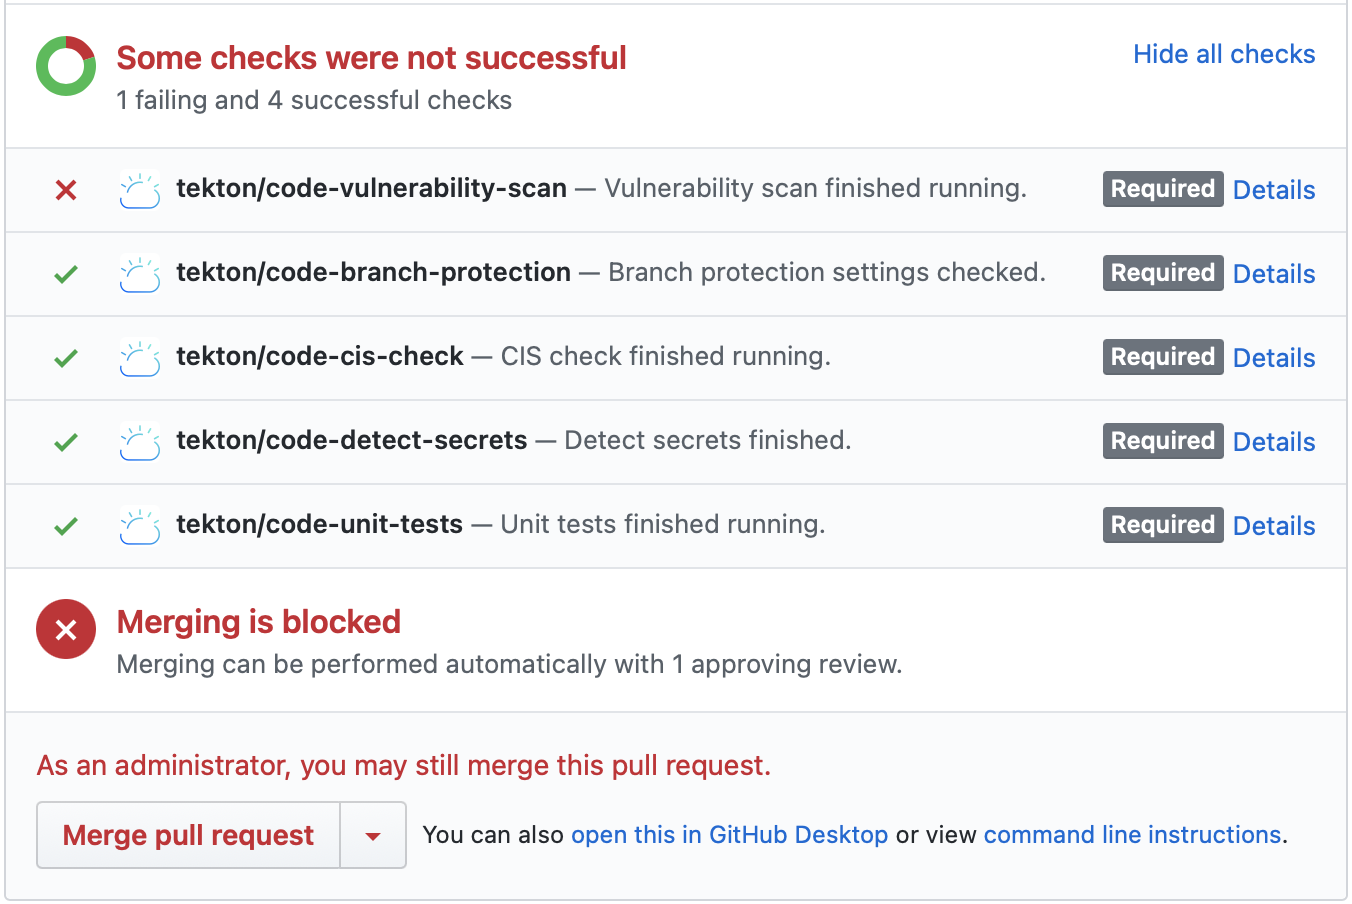 Some checks were not successful
Hide all checks
1 failing and 4 successful checks
tekton/code-vulnerability-scan — Vulnerability scan finished running. Required Details
tekton/code-branch-protection — Branch protection settings checked. Required Details
tekton/code-cis-check — CIS check finished running. Required Details
tekton/code-detect-secrets — Detect secrets finished. Required Details
tekton/code-unit-tests — Unit tests finished running. Required Details
Merging is blocked
Merging can be performed automatically with 1 approving review.
As an administrator, you may still merge this pull request.
Merge pull request You can also open this in GitHub Desktop or view command line instructions.